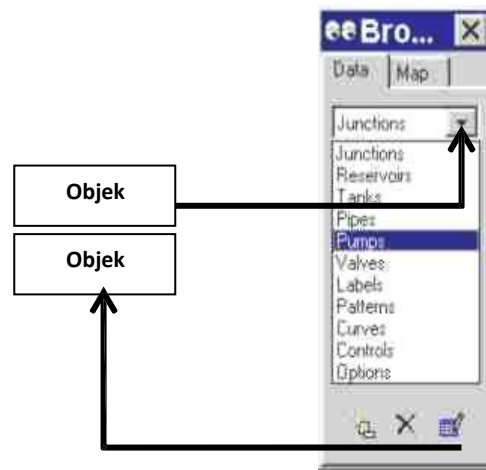 Bro...
Data Map
Junctions
Junctions
Reservoirs
Tanks
Pipes
Pumps
Valves
Labels
Patterns
Curves
Controls
Options
Objek
Objek